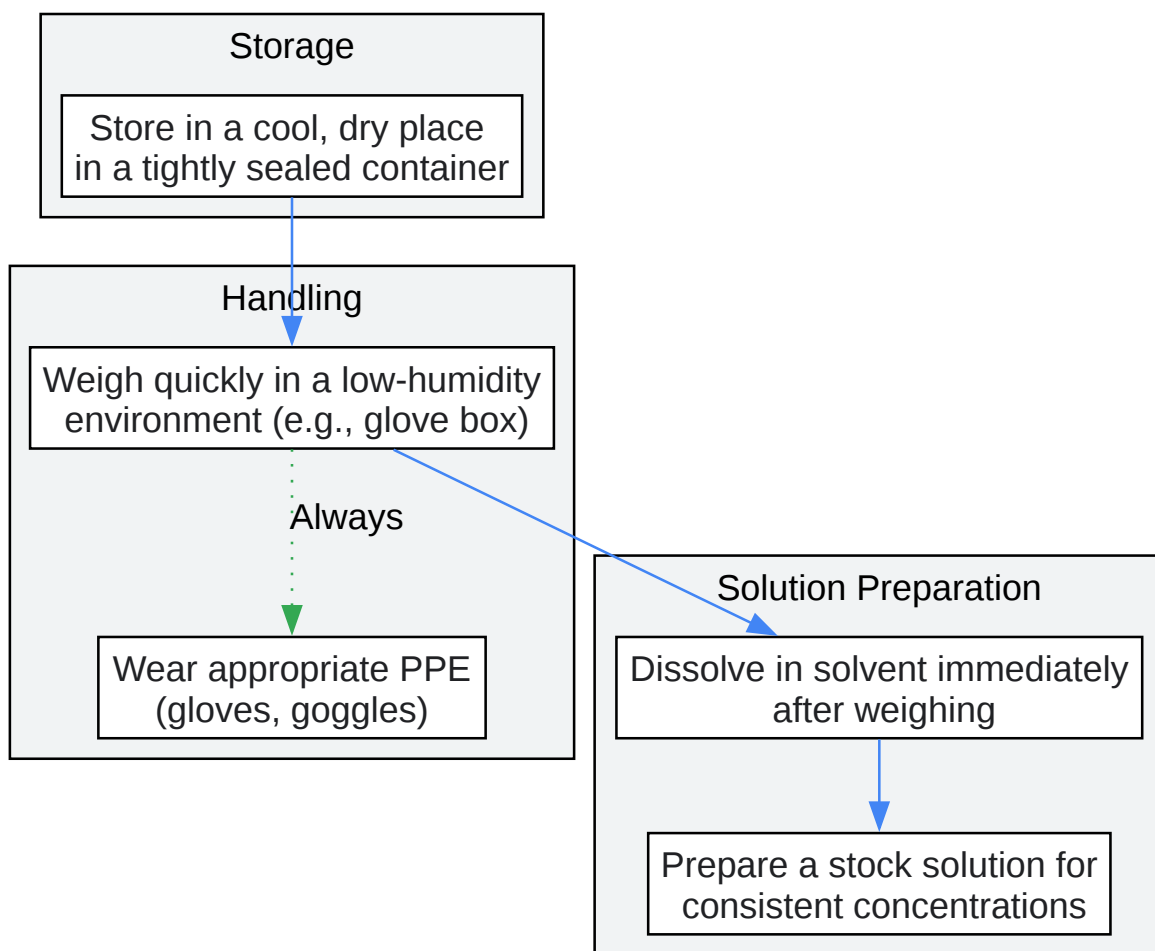 Storage
Store in a cool, dry place
in a tightly sealed container
Handling
Weigh quickly in a low-humidity
environment (e.g., glove box)
Always
Wear appropriate PPE
(gloves, goggles)
Solution Preparation
Dissolve in solvent immediately
after weighing
Prepare a stock solution for
consistent concentrations